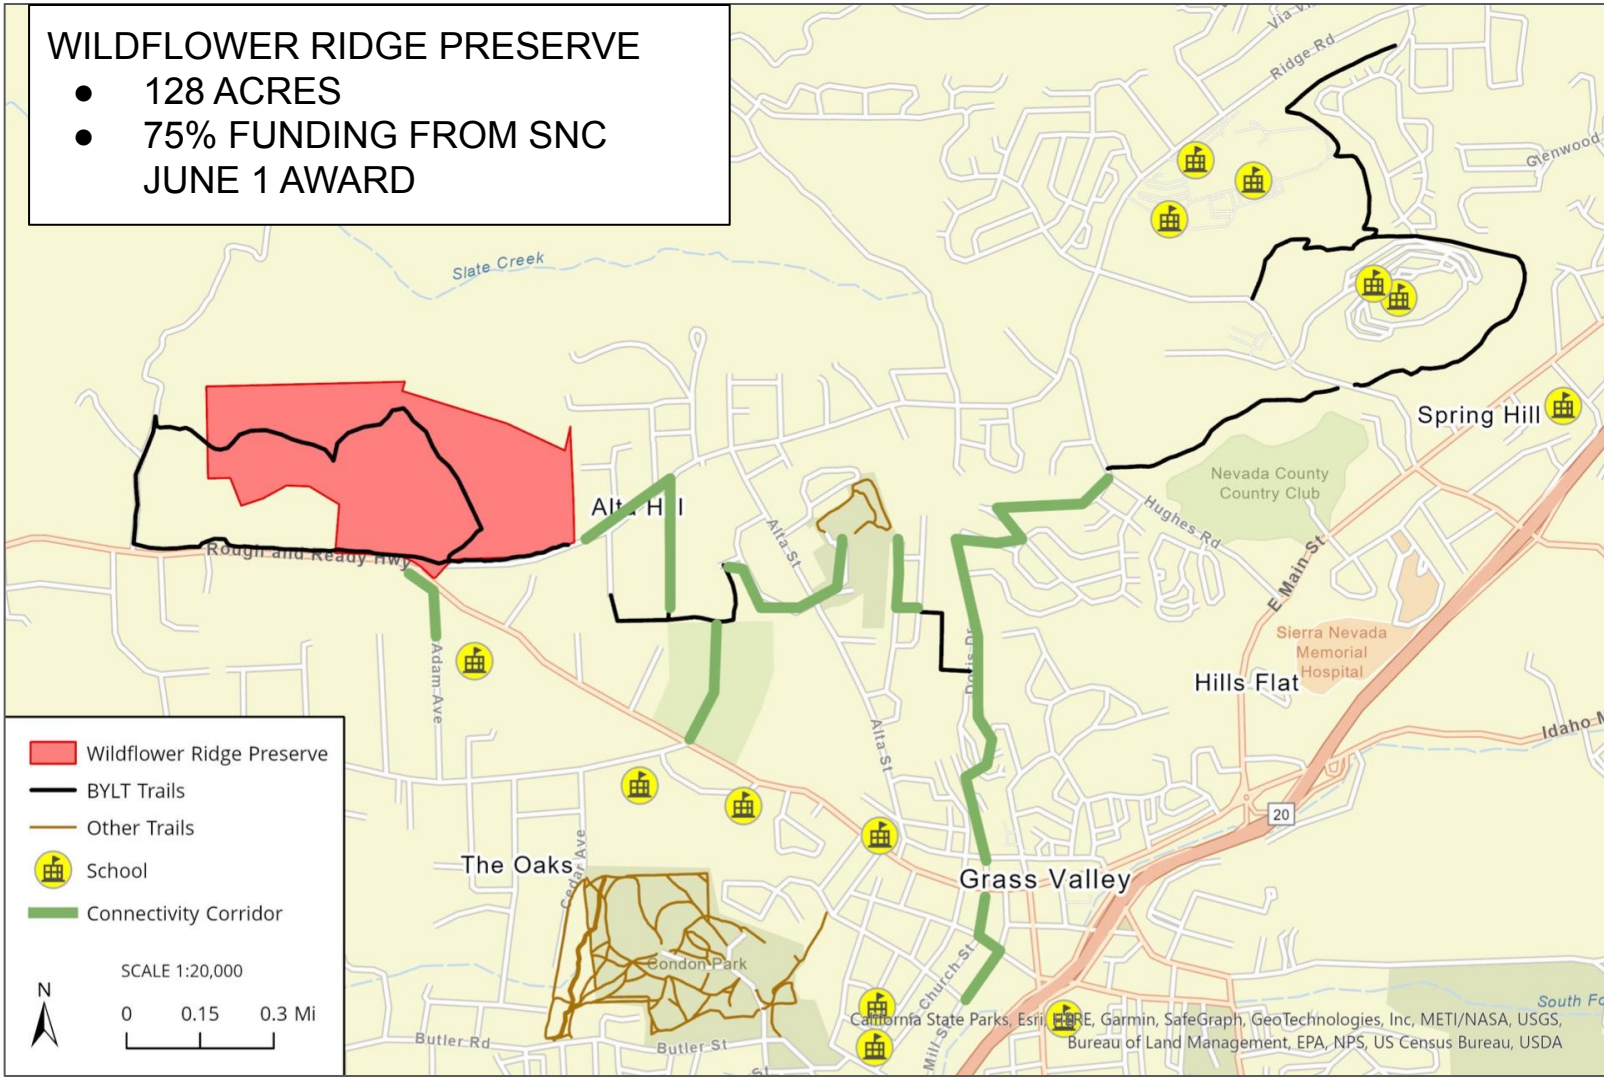 WILDFLOWER RIDGE PRESERVE
● 128 ACRES
● 75% FUNDING FROM SNC
JUNE 1 AWARD
Ridge Rd
Glenwood
Slate Creek
Spring Hill
Nevada County
Country Club
Hughes Rd
Alta H ll
Alta St
Rough and Ready Hwy
E Main St
Sierra Nevada
Memorial
Hospital
Hills Flat
Adam Ave
Doris Dr
Alta St
Idaho M
20
Wildflower Ridge Preserve
BYLT Trails
Other Trails
School
Connectivity Corridor
SCALE 1:20,000
N
0 0.15 0.3 Mi
The Oaks
Cedar Ave
Grass Valley
Condon Park
S Church St
Mill St
Butler Rd
Butler St
St
South Fo
California State Parks, Esri, HERE, Garmin, SafeGraph, GeoTechnologies, Inc, METI/NASA, USGS,
Bureau of Land Management, EPA, NPS, US Census Bureau, USDA